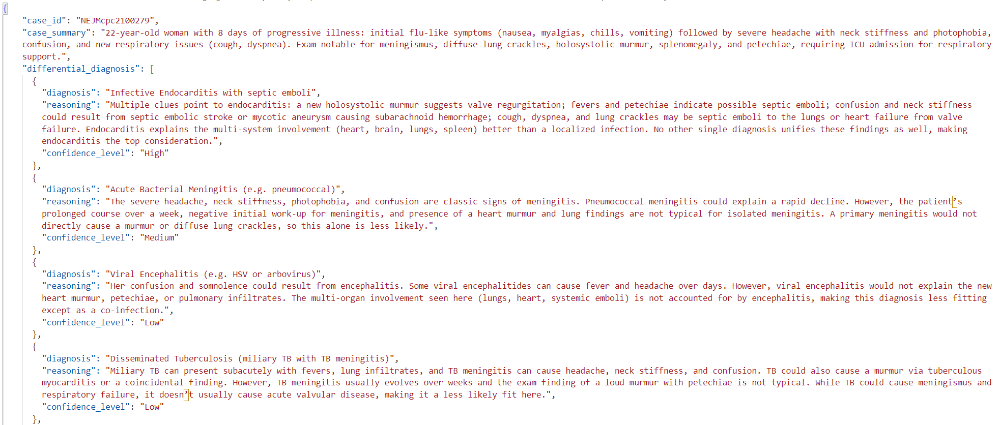 {
"case_id": "NEJMcpc2100279",
"case_summary": "22-year-old woman with 8 days of progressive illness: initial flu-like symptoms (nausea, myalgias, chills, vomiting) followed by severe headache with neck stiffness and photophobia,
confusion, and new respiratory issues (cough, dyspnea). Exam notable for meningismus, diffuse lung crackles, holosystolic murmur, splenomegaly, and petechiae, requiring ICU admission for respiratory
support.",
"differential_diagnosis": [
{
"diagnosis": "Infective Endocarditis with septic emboli",
"reasoning": "Multiple clues point to endocarditis: a new holosystolic murmur suggests valve regurgitation; fevers and petechiae indicate possible septic emboli; confusion and neck stiffness
could result from septic embolic stroke or mycotic aneurysm causing subarachnoid hemorrhage; cough, dyspnea, and lung crackles may be septic emboli to the lungs or heart failure from valve
failure. Endocarditis explains the multi-system involvement (heart, brain, lungs, spleen) better than a localized infection. No other single diagnosis unifies these findings as well, making
endocarditis the top consideration.",
"confidence_level": "High"
},
{
"diagnosis": "Acute Bacterial Meningitis (e.g. pneumococcal)",
"reasoning": "The severe headache, neck stiffness, photophobia, and confusion are classic signs of meningitis. Pneumococcal meningitis could explain a rapid decline. However, the patient’s
prolonged course over a week, negative initial work-up for meningitis, and presence of a heart murmur and lung findings are not typical for isolated meningitis. A primary meningitis would not
directly cause a murmur or diffuse lung crackles, so this alone is less likely.",
"confidence_level": "Medium"
},
{
"diagnosis": "Viral Encephalitis (e.g. HSV or arbovirus)",
"reasoning": "Her confusion and somnolence could result from encephalitis. Some viral encephalitides can cause fever and headache over days. However, viral encephalitis would not explain the new
heart murmur, petechiae, or pulmonary infiltrates. The multi-organ involvement seen here (lungs, heart, systemic emboli) is not accounted for by encephalitis, making this diagnosis less fitting
except as a co-infection.",
"confidence_level": "Low"
},
{
"diagnosis": "Disseminated Tuberculosis (miliary TB with TB meningitis)",
"reasoning": "Miliary TB can present subacutely with fevers, lung infiltrates, and TB meningitis can cause headache, neck stiffness, and confusion. TB could also cause a murmur via tuberculous
myocarditis or a coincidental finding. However, TB meningitis usually evolves over weeks and the exam finding of a loud murmur with petechiae is not typical. While TB could cause meningismus and
respiratory failure, it doesn’t usually cause acute valvular disease, making it a less likely fit here.",
"confidence_level": "Low"
},